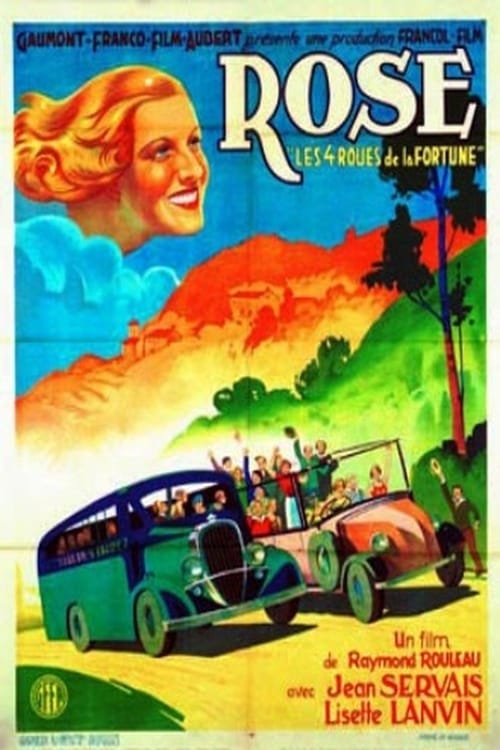 GAUMONT-FRANCO-FILM-AUBERT présente une production FRANCOL-FILM
ROSE
"LES 4 ROUES de la FORTUNE"
Un film
de Raymond ROULEAU
avec Jean SERVAIS
Lisette LANVIN